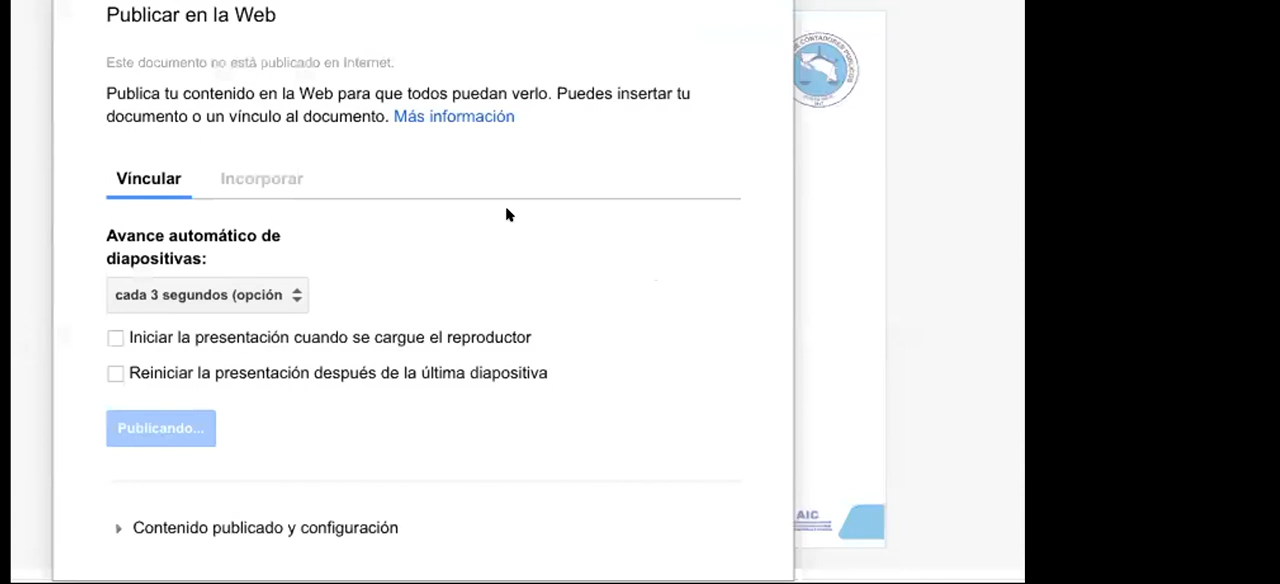 Publicar en la Web
Este documento no está publicado en Internet.
Publica tu contenido en la Web para que todos puedan verlo. Puedes insertar tu
documento o un vínculo al documento. Más información
Vincular
Incorporar
Avance automático de
diapositivas:
cada 3 segundos (opción
Iniciar la presentación cuando se cargue el reproductor
Reiniciar la presentación después de la última diapositiva
Publicando...
Contenido publicado y configuración
DE CONTADORES PÚBLICOS
AIC